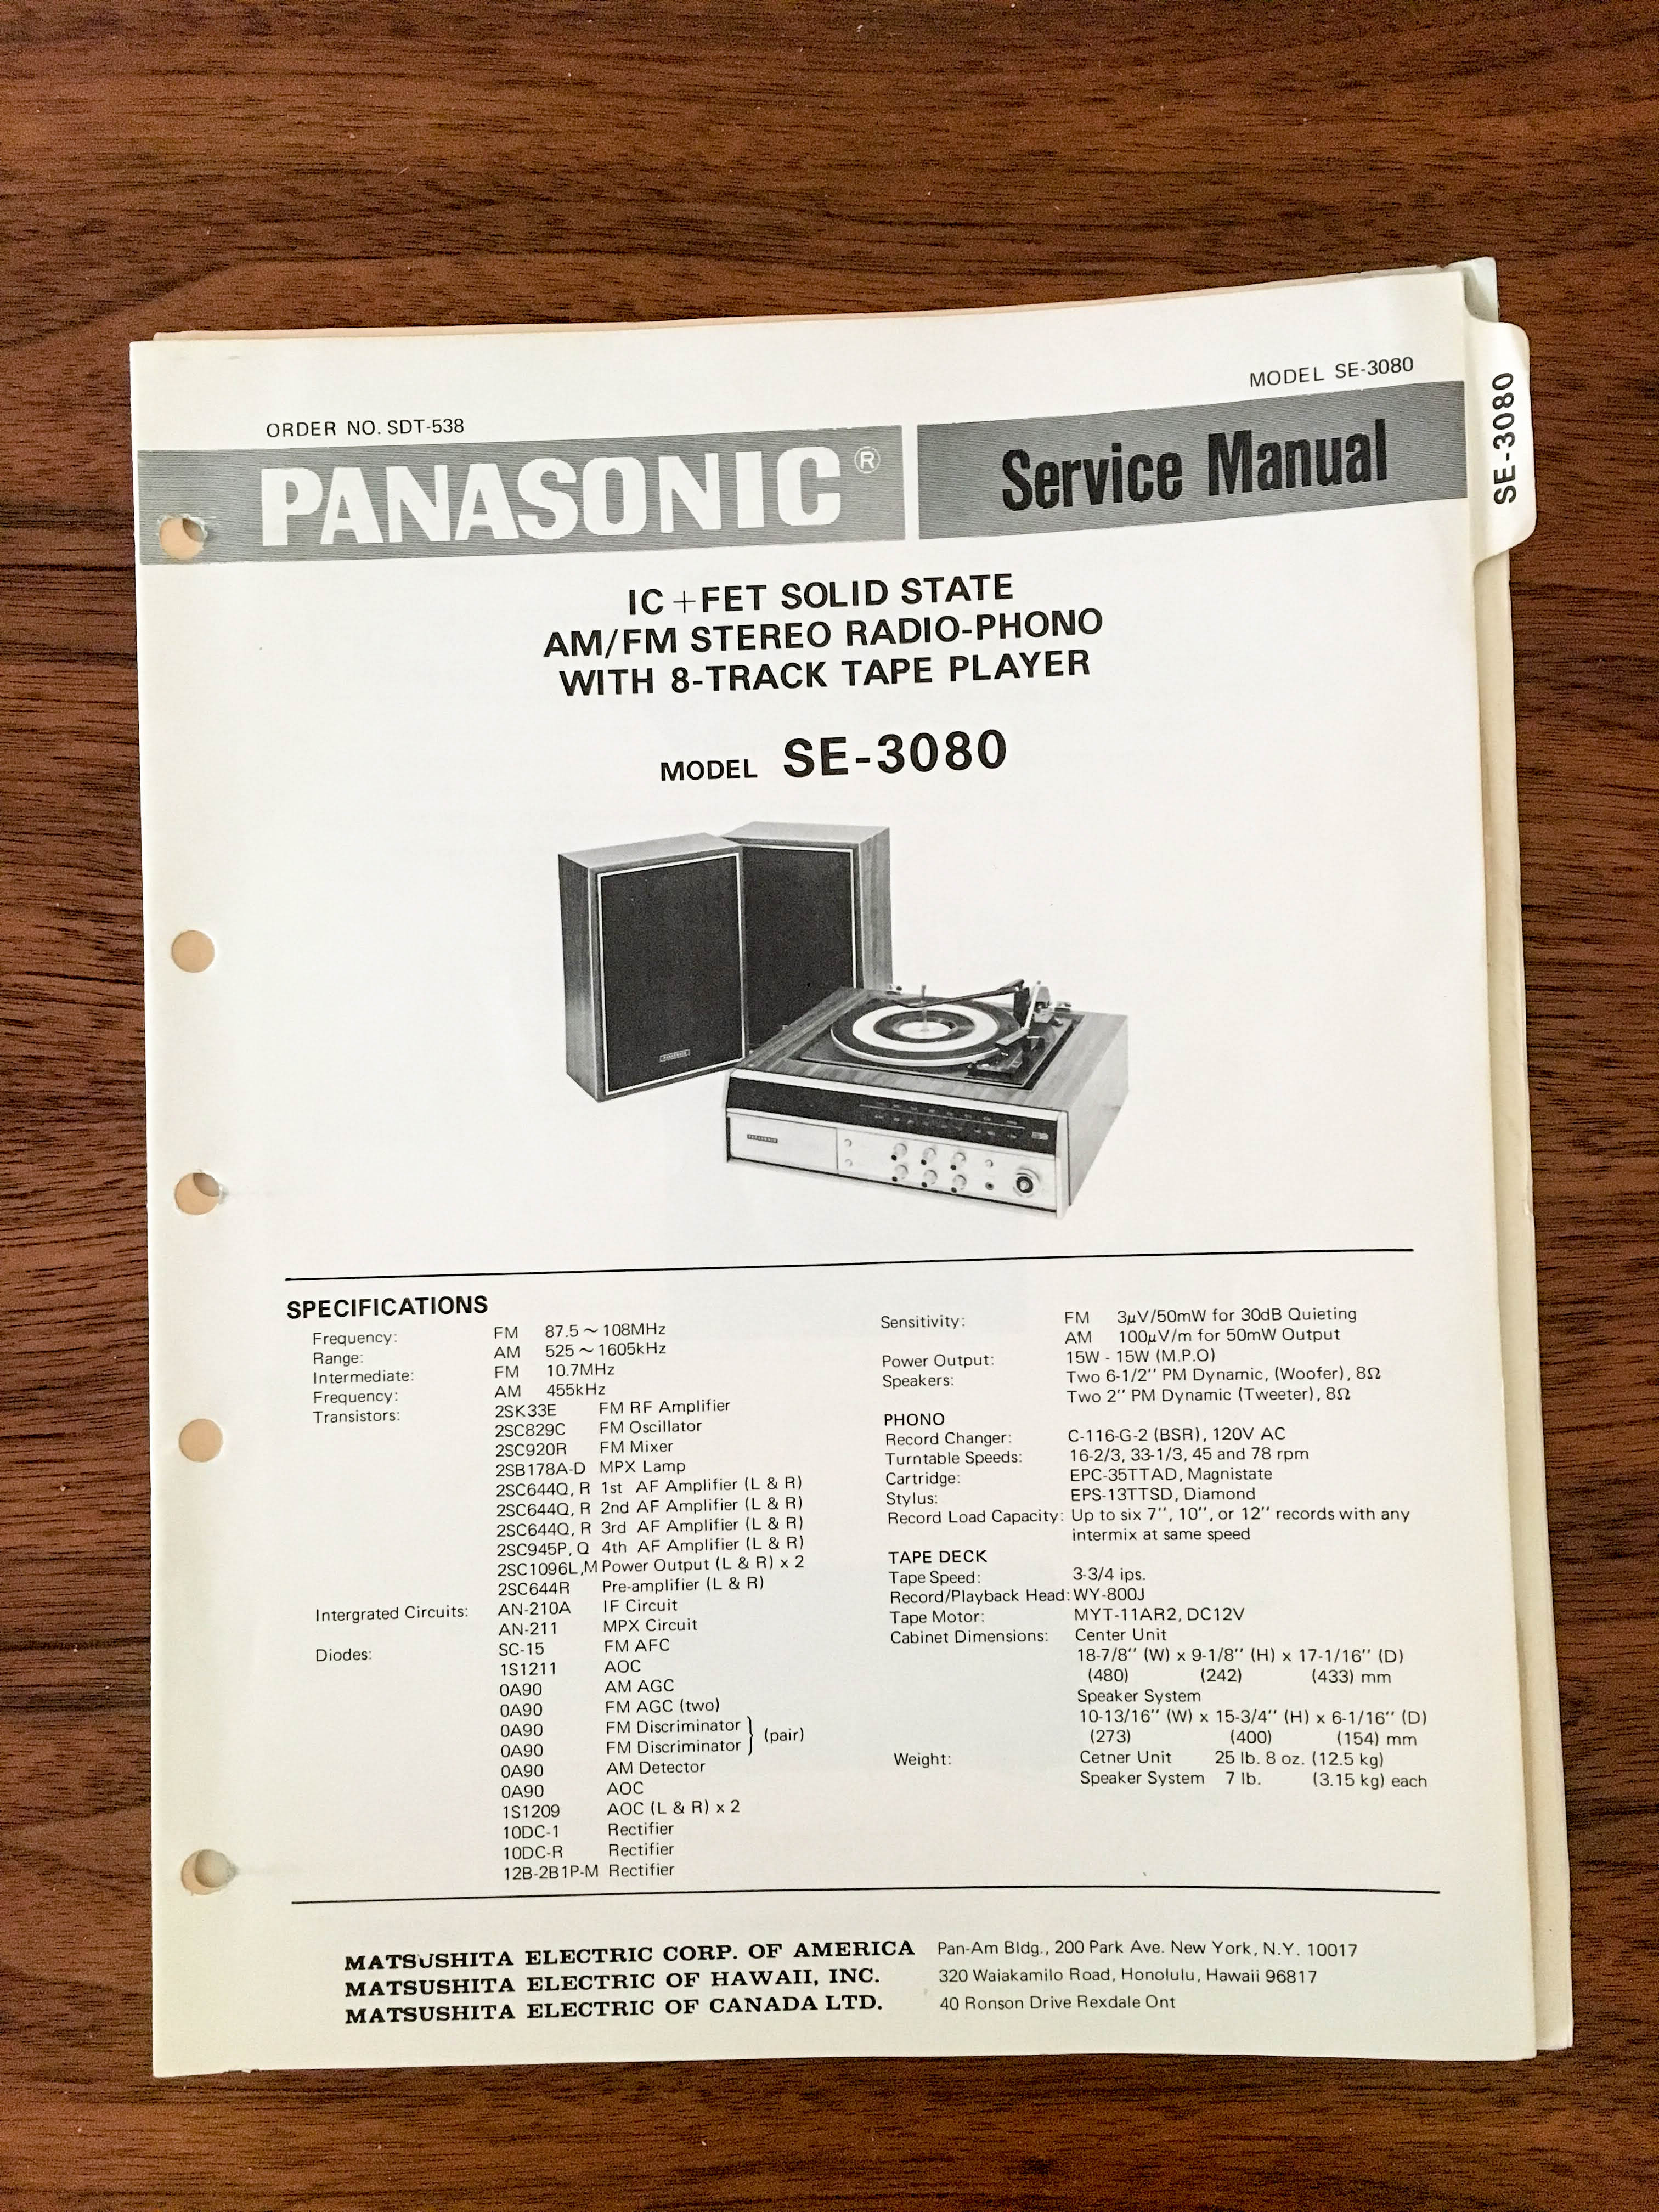 MODEL SE-3080
ORDER NO. SDT-538
SE-3080
PANASONIC® Service Manual
IC +FET SOLID STATE
AM/FM STEREO RADIO-PHONO
WITH 8-TRACK TAPE PLAYER
MODEL SE-3080
PANASONIC
PANASONIC
SPECIFICATIONS
Frequency: FM 87.5 ~ 108MHz
Range: AM 525 ~ 1605kHz
Intermediate: FM 10.7MHz
Frequency: AM 455kHz
Transistors: 2SK33E FM RF Amplifier
2SC829C FM Oscillator
2SC920R FM Mixer
2SB178A-D MPX Lamp
2SC644Q, R 1st AF Amplifier (L & R)
2SC644Q, R 2nd AF Amplifier (L & R)
2SC644Q, R 3rd AF Amplifier (L & R)
2SC945P, Q 4th AF Amplifier (L & R)
2SC1096L,M Power Output (L & R) x 2
2SC644R Pre-amplifier (L & R)
Intergrated Circuits: AN-210A IF Circuit
AN-211 MPX Circuit
Diodes: SC-15 FM AFC
1S1211 AOC
0A90 AM AGC
0A90 FM AGC (two)
0A90 FM Discriminator
0A90 FM Discriminator } (pair)
0A90 AM Detector
0A90 AOC
1S1209 AOC (L & R) x 2
10DC-1 Rectifier
10DC-R Rectifier
12B-2B1P-M Rectifier
Sensitivity: FM 3µV/50mW for 30dB Quieting
AM 100µV/m for 50mW Output
Power Output: 15W - 15W (M.P.O)
Speakers: Two 6-1/2'' PM Dynamic, (Woofer), 8Ω
Two 2'' PM Dynamic (Tweeter), 8Ω
PHONO
Record Changer: C-116-G-2 (BSR), 120V AC
Turntable Speeds: 16-2/3, 33-1/3, 45 and 78 rpm
Cartridge: EPC-35TTAD, Magnistate
Stylus: EPS-13TTSD, Diamond
Record Load Capacity: Up to six 7'', 10'', or 12'' records with any
intermix at same speed
TAPE DECK
Tape Speed: 3-3/4 ips.
Record/Playback Head: WY-800J
Tape Motor: MYT-11AR2, DC12V
Cabinet Dimensions: Center Unit
18-7/8'' (W) x 9-1/8'' (H) x 17-1/16'' (D)
(480) (242) (433) mm
Speaker System
10-13/16'' (W) x 15-3/4'' (H) x 6-1/16'' (D)
(273) (400) (154) mm
Weight: Cetner Unit 25 lb. 8 oz. (12.5 kg)
Speaker System 7 lb. (3.15 kg) each
MATSUSHITA ELECTRIC CORP. OF AMERICA Pan-Am Bldg., 200 Park Ave. New York, N.Y. 10017
MATSUSHITA ELECTRIC OF HAWAII, INC. 320 Waiakamilo Road, Honolulu, Hawaii 96817
MATSUSHITA ELECTRIC OF CANADA LTD. 40 Ronson Drive Rexdale Ont